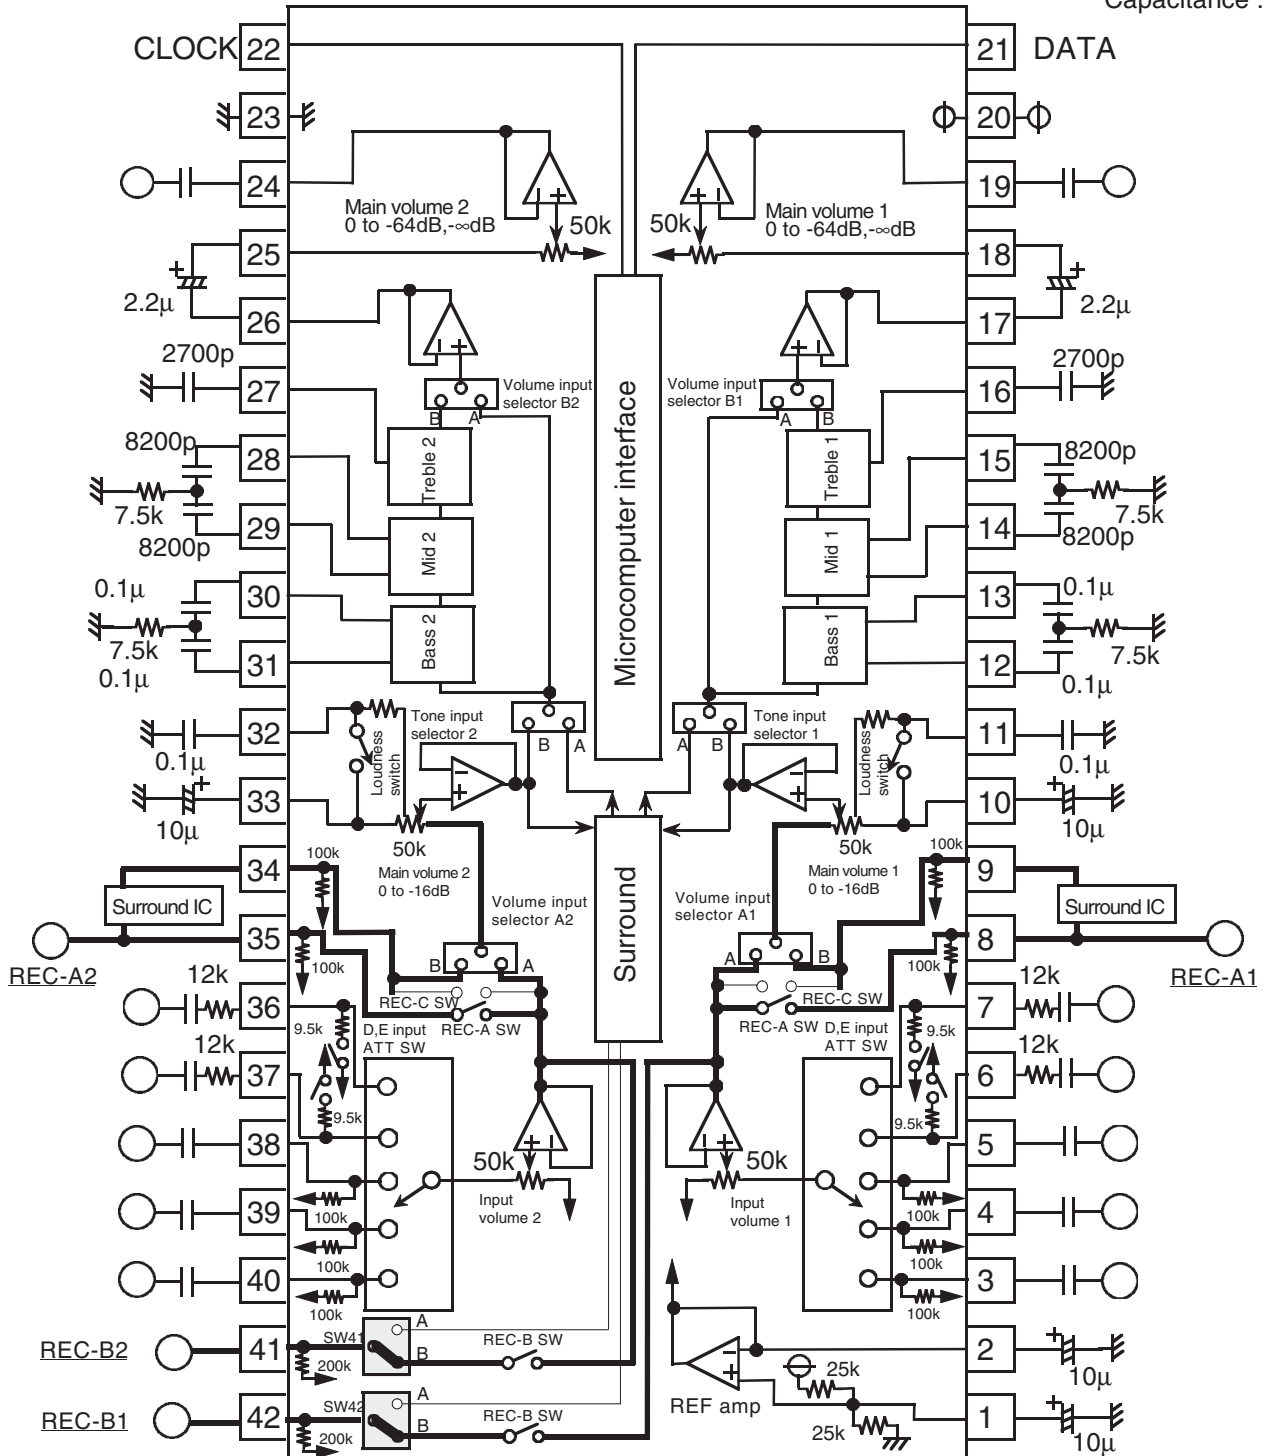 Capacitance :
CLOCK 22
21 DATA
23
20
24
19
Main volume 2
0 to -64dB,-∞dB
50k
50k
Main volume 1
0 to -64dB,-∞dB
25
18
+
2.2μ
+
2.2μ
26
17
2700p
27
Volume input
selector B2
B A
Volume input
selector B1
A B
16
2700p
8200p
28
7.5k
29
8200p
Treble 2
Mid 2
Bass 2
Microcomputer interface
Treble 1
Mid 1
Bass 1
15
8200p
7.5k
14
8200p
0.1μ
30
7.5k
31
0.1μ
13
0.1μ
7.5k
12
0.1μ
32
0.1μ
Loudness
switch
Tone input
selector 2
B A
A B
Tone input
selector 1
Loudness
switch
11
0.1μ
33
+
10μ
10
+
10μ
50k
Main volume 2
0 to -16dB
50k
Main volume 1
0 to -16dB
34
100k
Surround IC
35
100k
REC-A2
Volume input
selector A2
B A
Surround
Volume input
selector A1
A B
100k
9
Surround IC
8
100k
REC-A1
REC-C SW
REC-A SW
REC-C SW
REC-A SW
12k
36
9.5k
D,E input
ATT SW
D,E input
ATT SW
9.5k
7
12k
12k
37
9.5k
9.5k
6
12k
38
100k
50k
Input
volume 2
50k
Input
volume 1
5
100k
39
100k
4
100k
40
100k
3
100k
REC-B2
41
SW41
200k
A
B
REC-B SW
REF amp
25k
25k
2
+
10μ
REC-B1
42
SW42
200k
A
B
REC-B SW
1
+
10μ